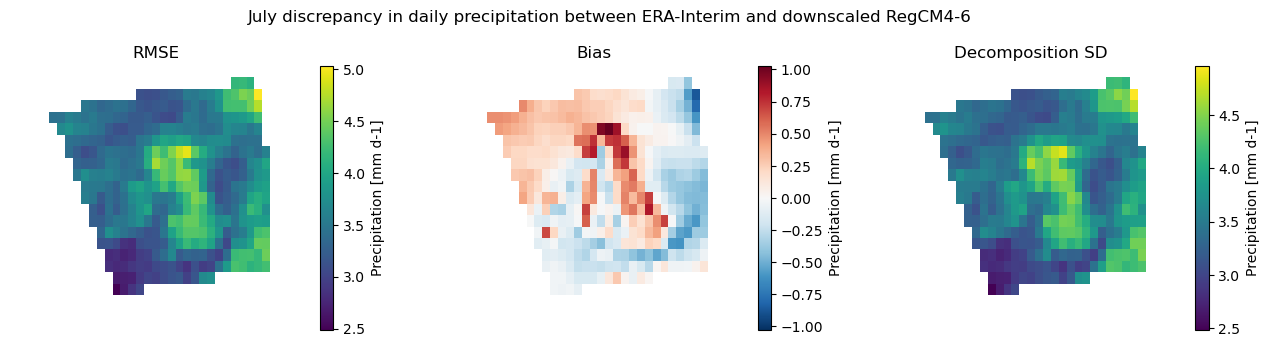 July discrepancy in daily precipitation between ERA-Interim and downscaled RegCM4-6
RMSE
5.0
4.5
4.0
3.5
3.0
2.5
Precipitation [mm d-1]
Bias
1.00
0.75
0.50
0.25
0.00
−0.25
−0.50
−0.75
−1.00
Precipitation [mm d-1]
Decomposition SD
4.5
4.0
3.5
3.0
2.5
Precipitation [mm d-1]